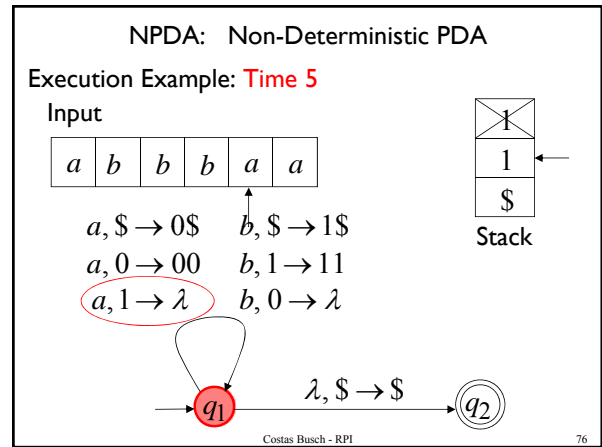 NPDA: Non-Deterministic PDA
Execution Example: Time 5
Input
a b b b a a
1
1
$
Stack
a, $ → 0$ b, $ → 1$
a, 0 → 00 b, 1 → 11
a, 1 → λ b, 0 → λ
λ, $ → $
q₁
q₂
Costas Busch - RPI 76